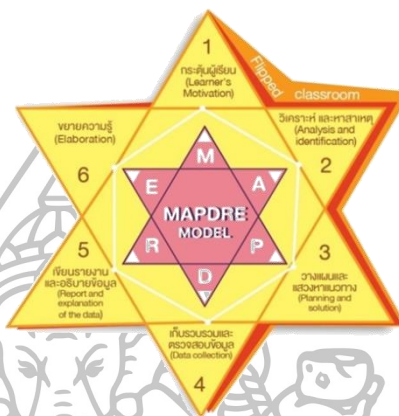 1
กระตุ้นผู้เรียน
(Learner's
Motivation)
Flipped classroom
วิเคราะห์ และหาสาเหตุ
(Analysis and
identification)
2
3
วางแผนและ
แสวงหาแนวทาง
(Planning and
solution)
เก็บรวบรวมและ
ตรวจสอบข้อมูล
(Data collection)
4
5
เขียนรายงาน
และอธิบายข้อมูล
(Report and
explanation
of the data)
ขยายความรู้
(Elaboration)
6
M
A
P
D
R
E
MAPDRE
MODEL